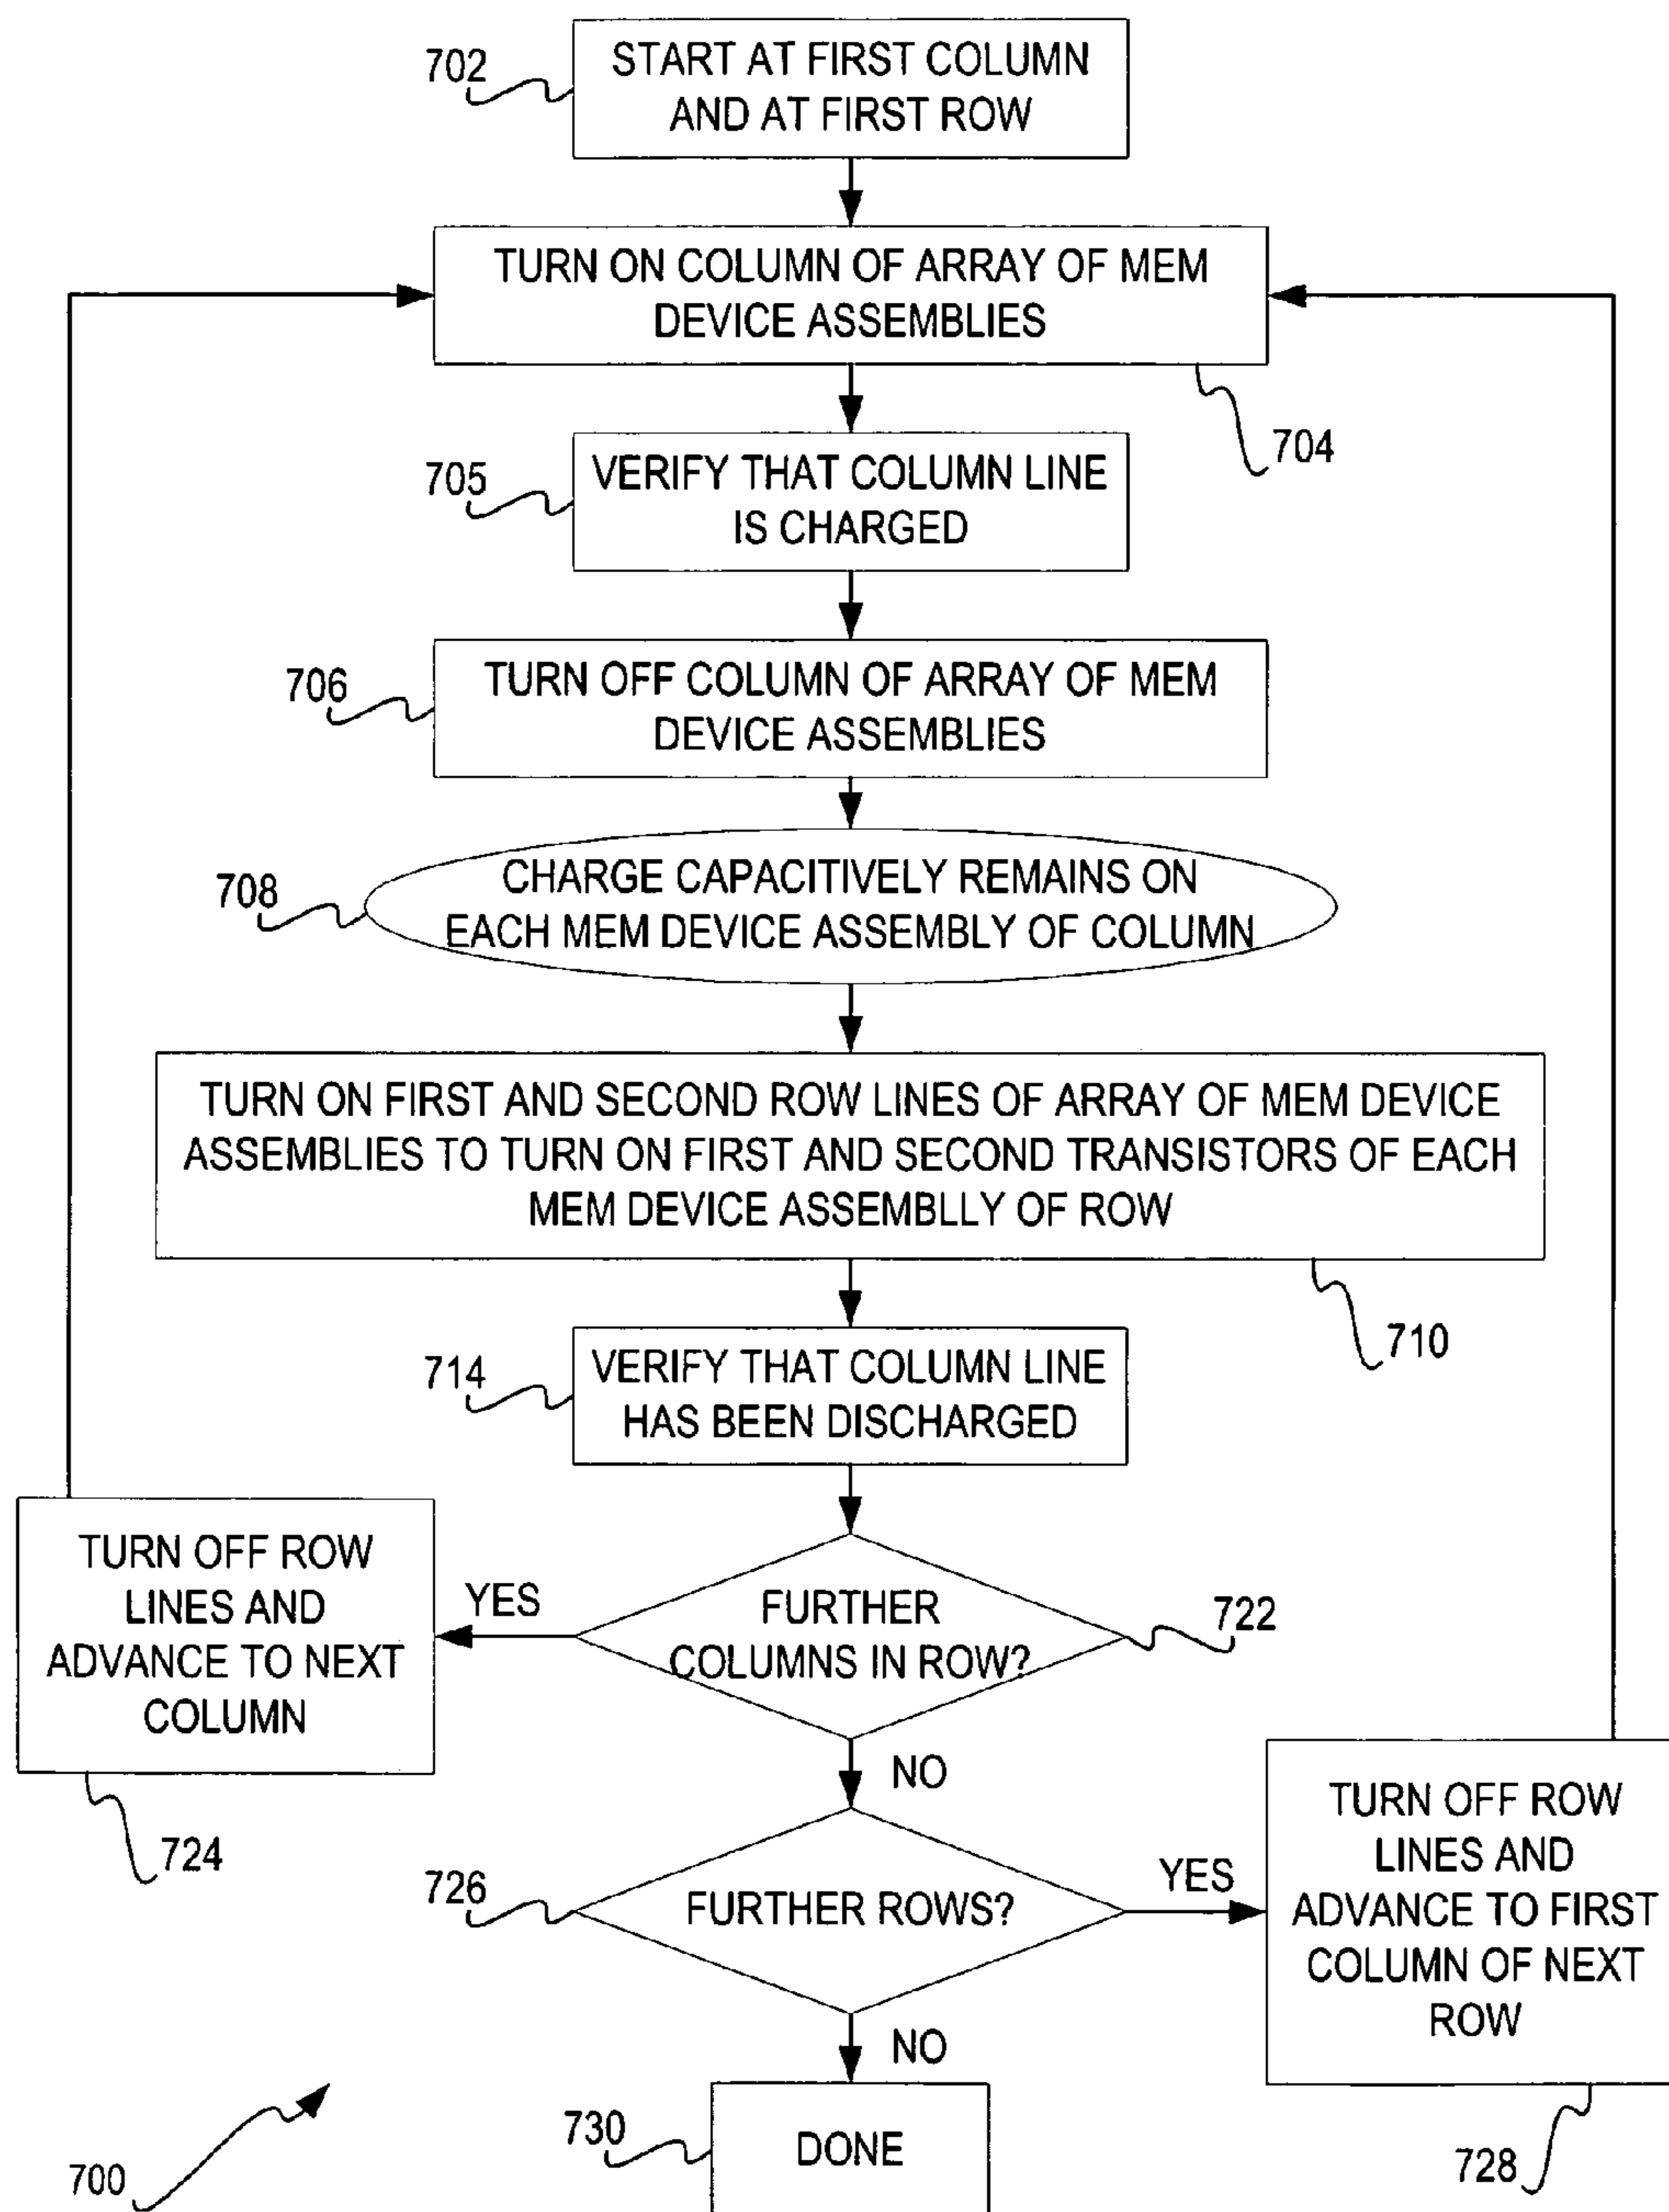 702
START AT FIRST COLUMN
AND AT FIRST ROW
TURN ON COLUMN OF ARRAY OF MEM
DEVICE ASSEMBLIES
704
705
VERIFY THAT COLUMN LINE
IS CHARGED
706
TURN OFF COLUMN OF ARRAY OF MEM
DEVICE ASSEMBLIES
708
CHARGE CAPACITIVELY REMAINS ON
EACH MEM DEVICE ASSEMBLY OF COLUMN
TURN ON FIRST AND SECOND ROW LINES OF ARRAY OF MEM DEVICE
ASSEMBLIES TO TURN ON FIRST AND SECOND TRANSISTORS OF EACH
MEM DEVICE ASSEMBLLY OF ROW
710
714
VERIFY THAT COLUMN LINE
HAS BEEN DISCHARGED
TURN OFF ROW
LINES AND
ADVANCE TO NEXT
COLUMN
724
YES
FURTHER
COLUMNS IN ROW?
722
NO
726
FURTHER ROWS?
YES
TURN OFF ROW
LINES AND
ADVANCE TO FIRST
COLUMN OF NEXT
ROW
728
NO
730
DONE
700